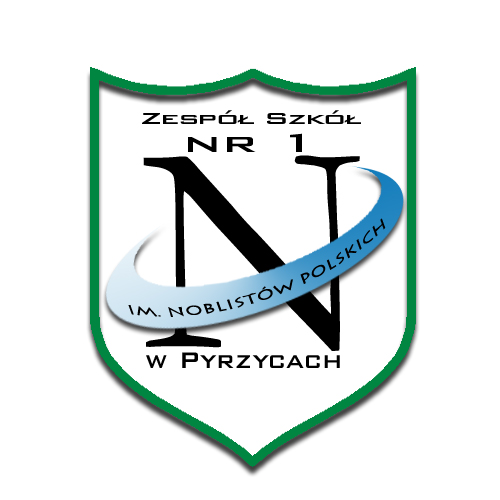 Zespół Szkół
NR 1
N
IM. NOBLISTÓW POLSKICH
w Pyrzycach